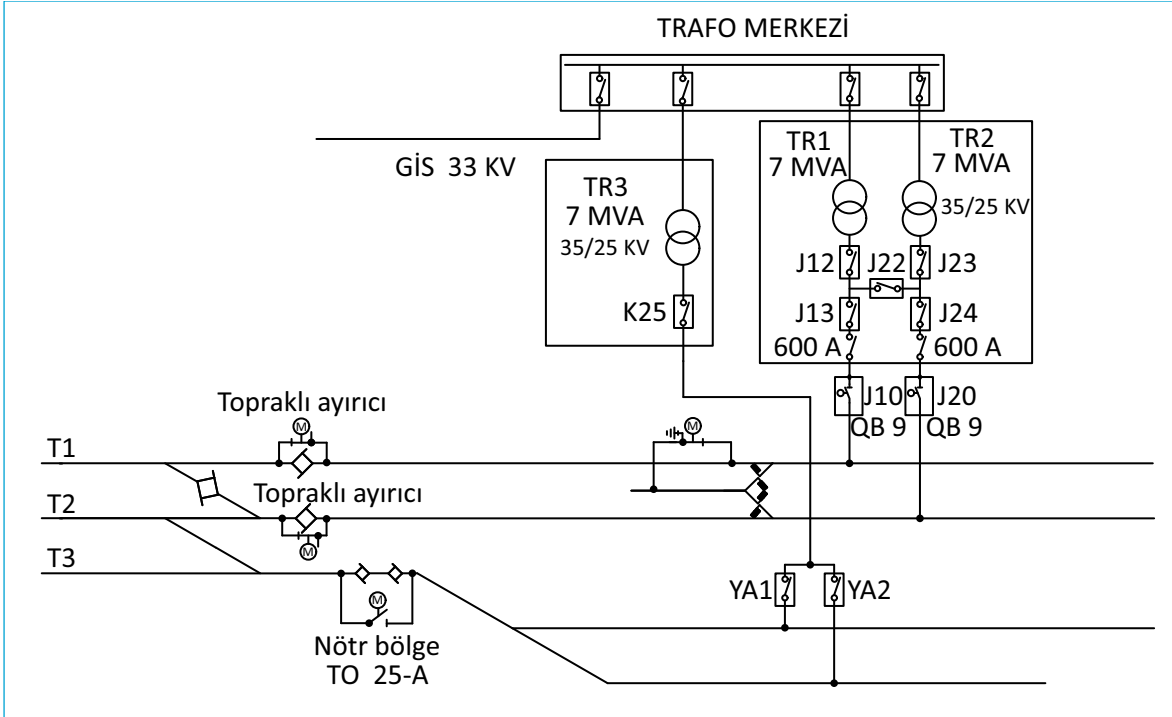 TRAFO MERKEZİ
GİS 33 KV
TR3
7 MVA
35/25 KV
K25
TR1
7 MVA
TR2
7 MVA
35/25 KV
J12
J22
J23
J13
J24
600 A
600 A
J10
J20
QB 9
QB 9
Topraklı ayırıcı
M
M
T1
Topraklı ayırıcı
T2
M
T3
M
YA1
YA2
Nötr bölge
TO 25-A